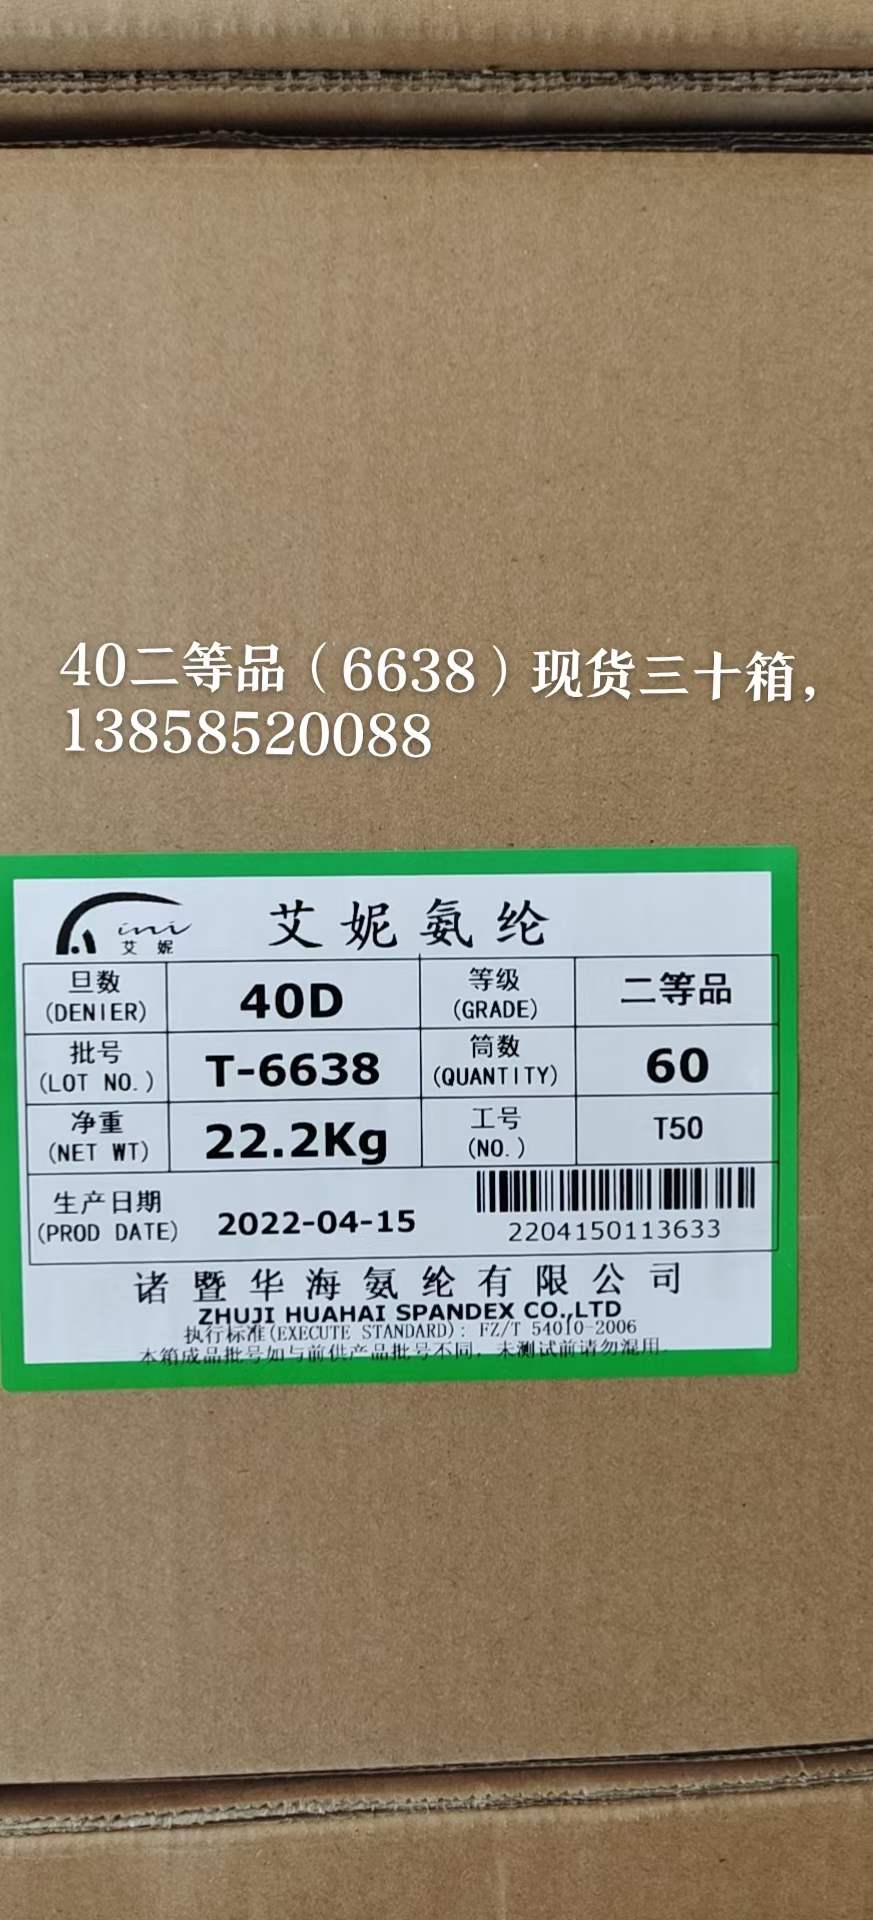 40二等品（6638）现货三十箱，
13858520088
ini
艾妮
艾妮氨纶
旦数
(DENIER)
40D
等级
(GRADE)
二等品
批号
(LOT NO.)
T-6638
筒数
(QUANTITY)
60
净重
(NET WT)
22.2Kg
工号
(NO.)
T50
生产日期
(PROD DATE)
2022-04-15
2204150113633
诸暨华海氨纶有限公司
ZHUJI HUAHAI SPANDEX CO.,LTD
执行标准(EXECUTE STANDARD): FZ/T 54010-2006
本箱成品批号如与前供产品批号不同，未测试前请勿混用.